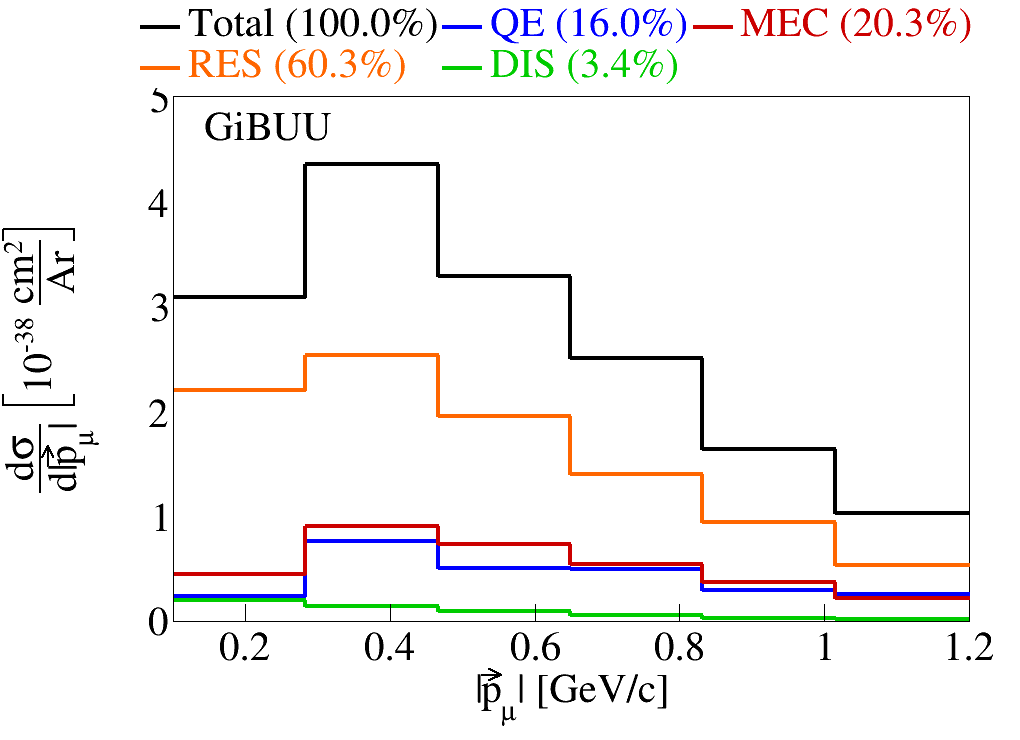 Total (100.0%) QE (16.0%) MEC (20.3%)
RES (60.3%) DIS (3.4%)
GiBUU
5
4
3
2
1
0
0.2 0.4 0.6 0.8 1 1.2
|p⃗_μ| [GeV/c]
dσ/d|p⃗_μ| [10^-38 cm²/Ar]